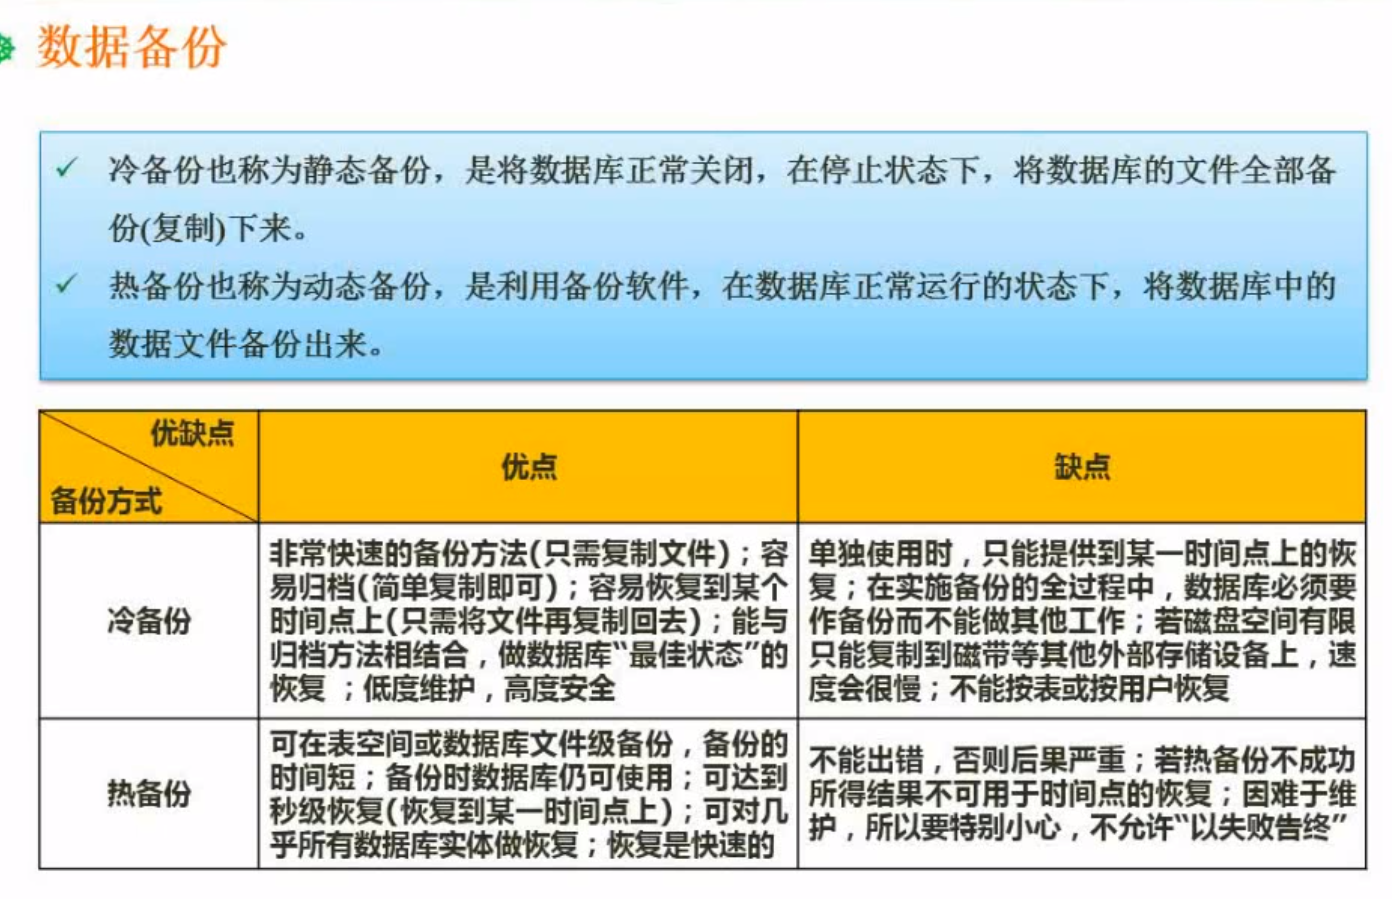 数据备份
冷备份也称为静态备份，是将数据库正常关闭，在停止状态下，将数据库的文件全部备
份(复制)下来。
热备份也称为动态备份，是利用备份软件，在数据库正常运行的状态下，将数据库中的
数据文件备份出来。
优缺点
备份方式
优点
缺点
冷备份
非常快速的备份方法(只需复制文件)；容
易归档(简单复制即可)；容易恢复到某个
时间点上(只需将文件再复制回去)；能与
归档方法相结合，做数据库“最佳状态”的
恢复 ；低度维护，高度安全
单独使用时，只能提供到某一时间点上的恢
复；在实施备份的全过程中，数据库必须要
作备份而不能做其他工作；若磁盘空间有限
只能复制到磁带等其他外部存储设备上，速
度会很慢；不能按表或按用户恢复
热备份
可在表空间或数据库文件级备份，备份的
时间短；备份时数据库仍可使用；可达到
秒级恢复(恢复到某一时间点上)；可对几
乎所有数据库实体做恢复；恢复是快速的
不能出错，否则后果严重；若热备份不成功
所得结果不可用于时间点的恢复；因难于维
护，所以要特别小心，不允许“以失败告终”